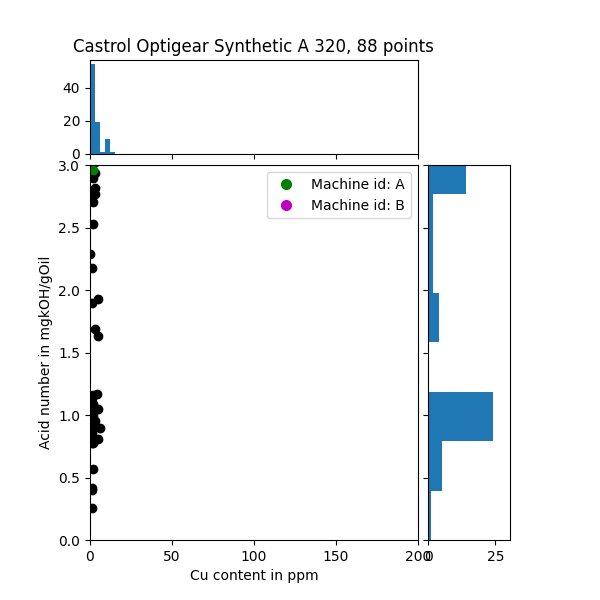 Castrol Optigear Synthetic A 320, 88 points
40
20
0
3.0
2.5
2.0
1.5
1.0
0.5
0.0
Acid number in mgkOH/gOil
Machine id: A
Machine id: B
0 50 100 150 200
0 25
Cu content in ppm